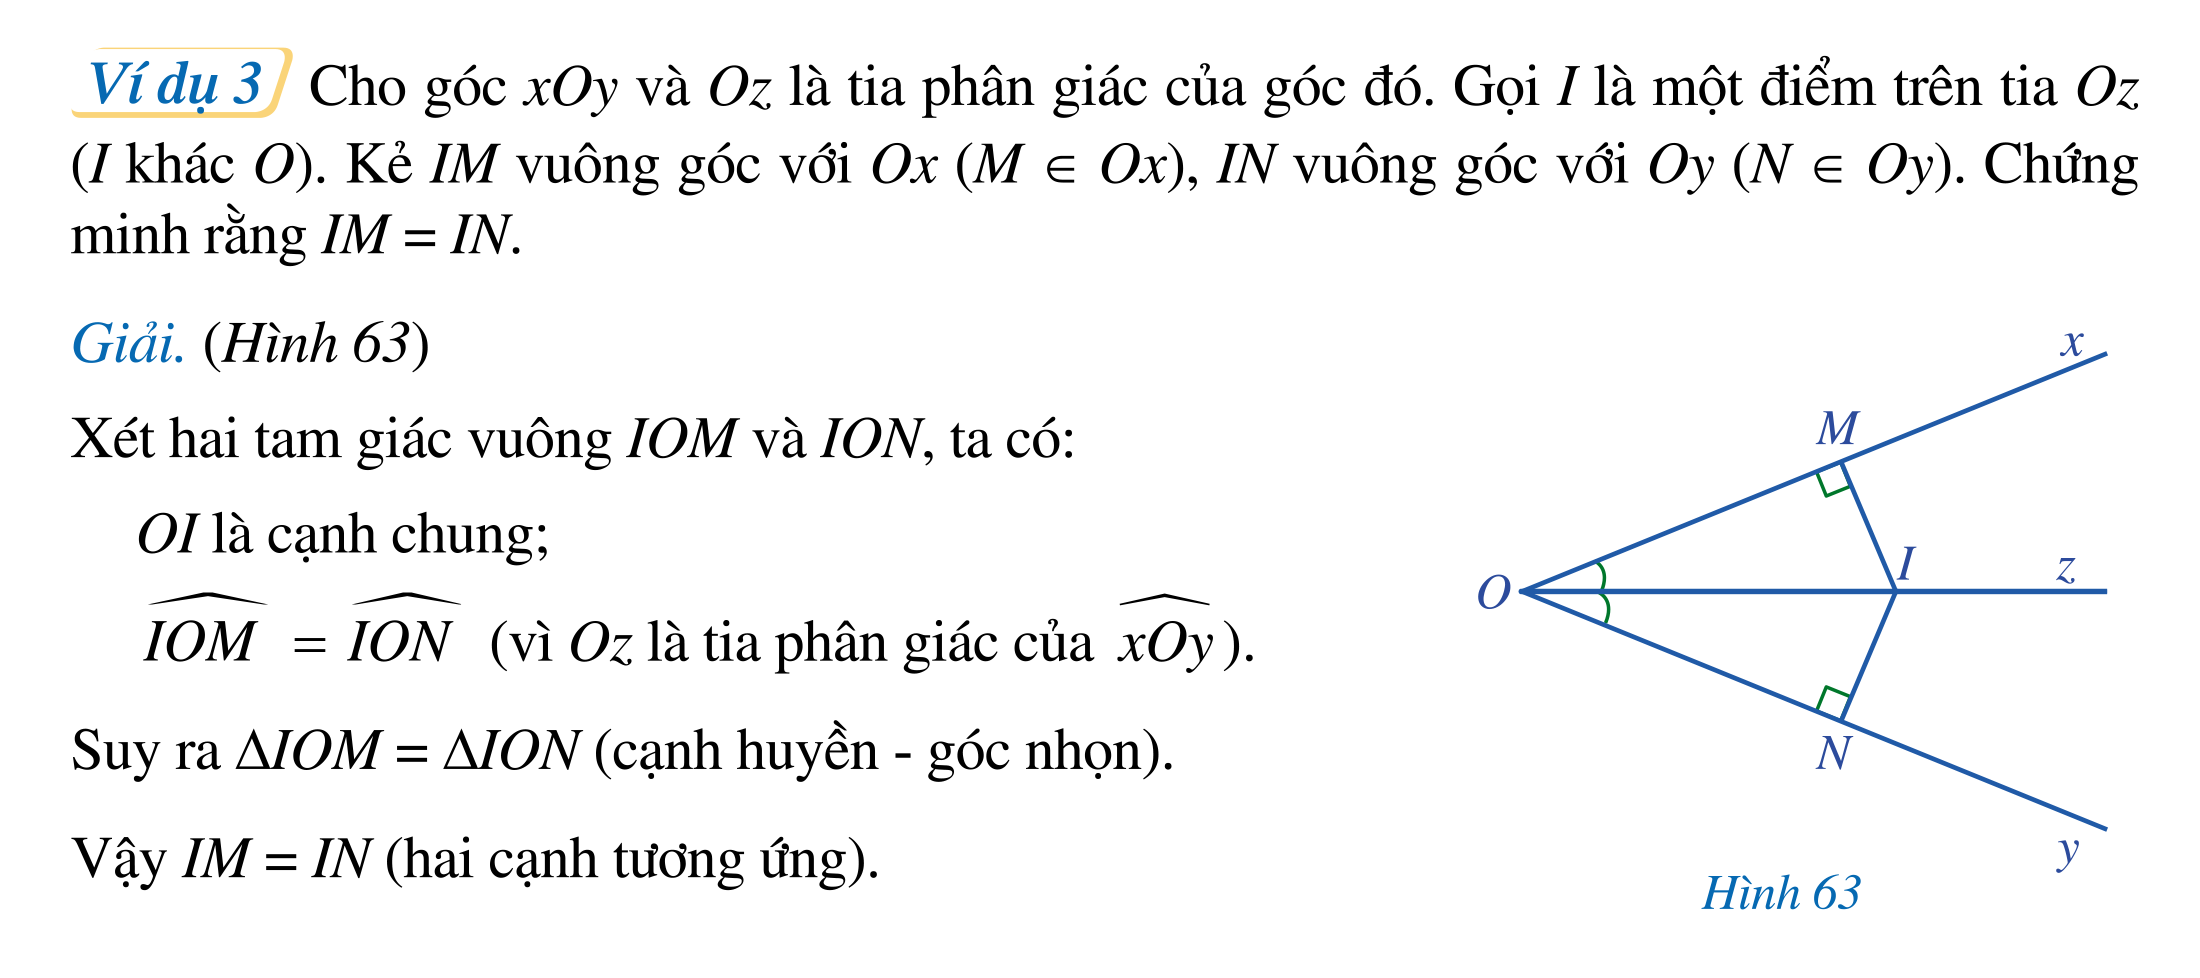 Ví dụ 3 Cho góc xOy và Oz là tia phân giác của góc đó. Gọi I là một điểm trên tia Oz
(I khác O). Kẻ IM vuông góc với Ox (M ∈ Ox), IN vuông góc với Oy (N ∈ Oy). Chứng
minh rằng IM = IN.
Giải. (Hình 63)
Xét hai tam giác vuông IOM và ION, ta có:
OI là cạnh chung;
$\widehat{IOM}$ = $\widehat{ION}$ (vì Oz là tia phân giác của $\widehat{xOy}$).
Suy ra ΔIOM = ΔION (cạnh huyền - góc nhọn).
Vậy IM = IN (hai cạnh tương ứng).
x
M
I
z
O
N
y
Hình 63